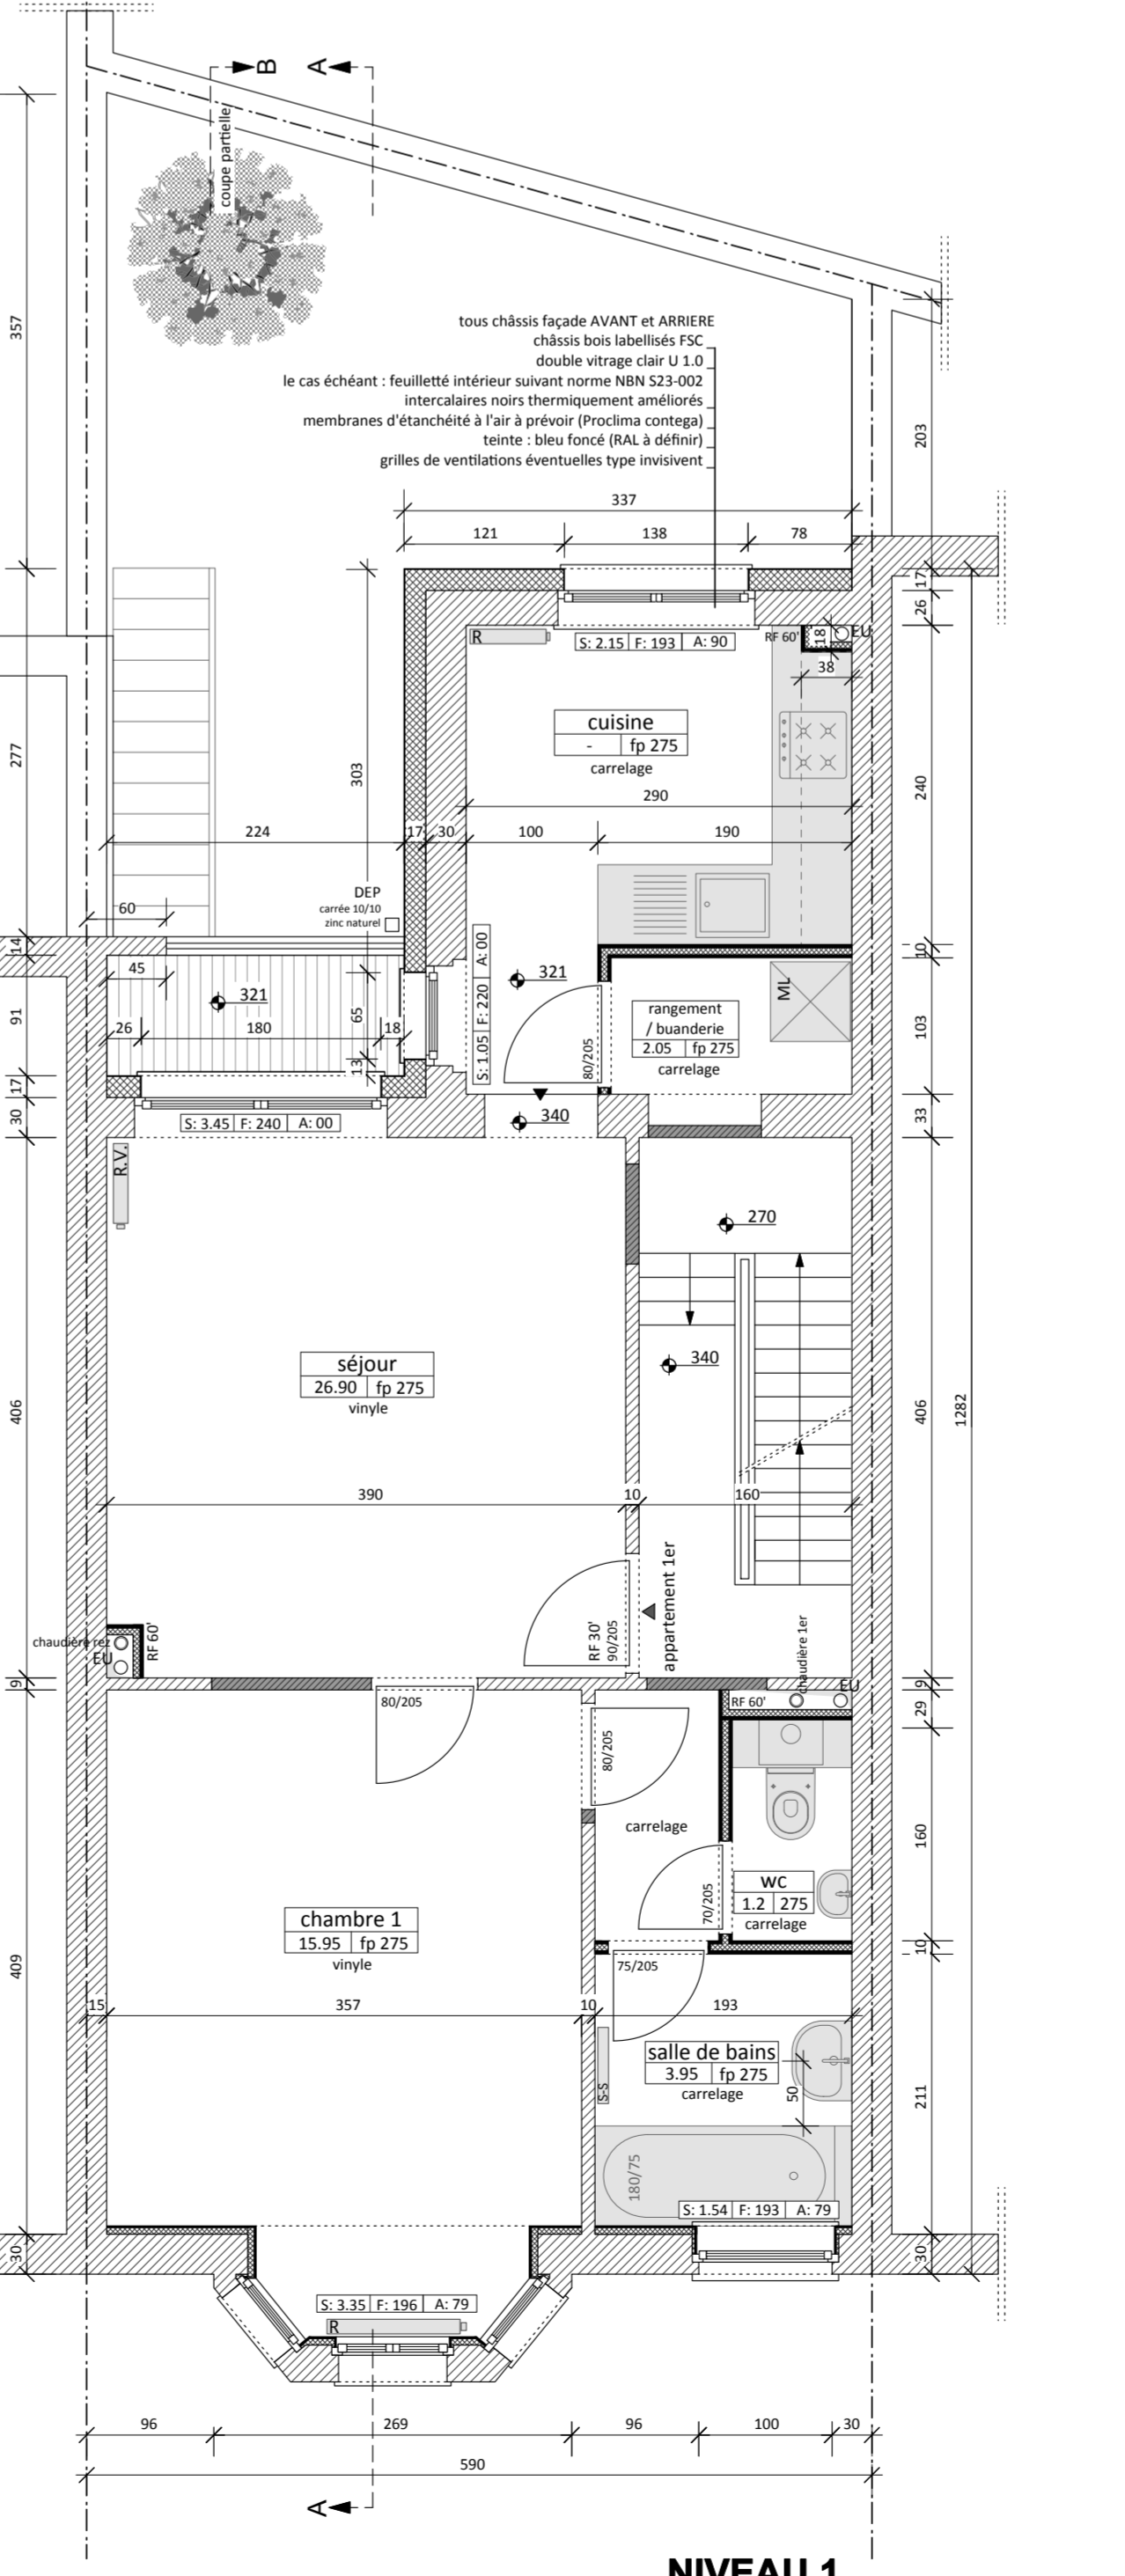 B
A
coupe partielle
357
tous châssis façade AVANT et ARRIERE
châssis bois labellisés FSC
double vitrage clair U 1.0
le cas échéant : feuilletté intérieur suivant norme NBN S23-002
intercalaires noirs thermiquement améliorés
membranes d'étanchéité à l'air à prévoir (Proclima contega)
teinte : bleu foncé (RAL à définir)
grilles de ventilations éventuelles type invisivent
203
337
121 138 78
17
26
R
S: 2.15 F: 193 A: 90
RF 60'
18
EU
38
cuisine
- fp 275
carrelage
277
303
240
290
224 17 30 100 190
DEP
carrée 10/10
zinc naturel
60
14
10
45
321
S: 1.05 F: 220 A: 00
321
ML
rangement
/ buanderie
2.05 fp 275
carrelage
91
26 180 18
65
13
80/205
103
17
30
S: 3.45 F: 240 A: 00
340
33
R.V.
270
séjour
26.90 fp 275
vinyle
340
406
406
1282
390 10 160
appartement 1er
RF 30'
90/205
chaudière rez
EU
RF 60'
chaudière 1er
9
9
80/205
RF 60'
EU
29
80/205
carrelage
160
WC
1.2 275
carrelage
70/205
chambre 1
15.95 fp 275
vinyle
10
409
75/205
15 357 10 193
salle de bains
3.95 fp 275
carrelage
S-S
50
211
180/75
S: 1.54 F: 193 A: 79
30
30
S: 3.35 F: 196 A: 79
R
96 269 96 100 30
590
A
NIVEAU 1